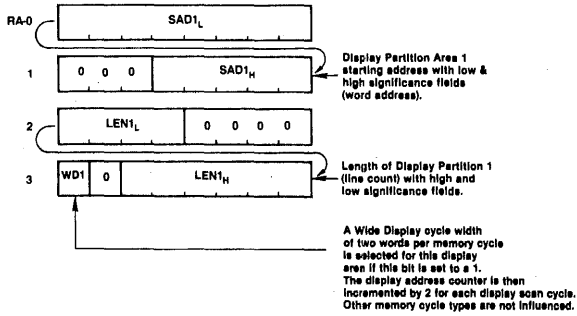 RA-0 SAD1L
1 0 0 0 SAD1H
Display Partition Area 1
starting address with low &
high significance fields
(word address).
2 LEN1L 0 0 0 0
3 WD1 0 LEN1H
Length of Display Partition 1
(line count) with high and
low significance fields.
A Wide Display cycle width
of two words per memory cycle
is selected for this display
area if this bit is set to a 1.
The display address counter is then
incremented by 2 for each display scan cycle.
Other memory cycle types are not influenced.